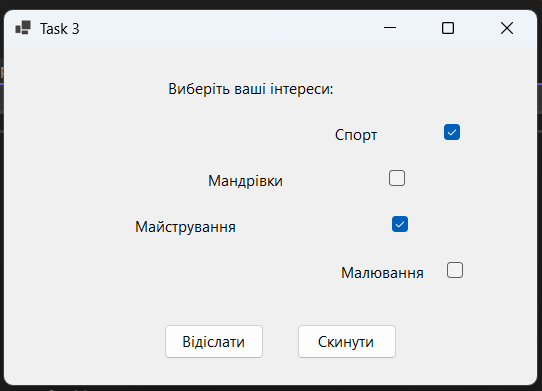 Task 3
Виберіть ваші інтереси:
Спорт
Мандрівки
Майстрування
Малювання
Відіслати Скинути